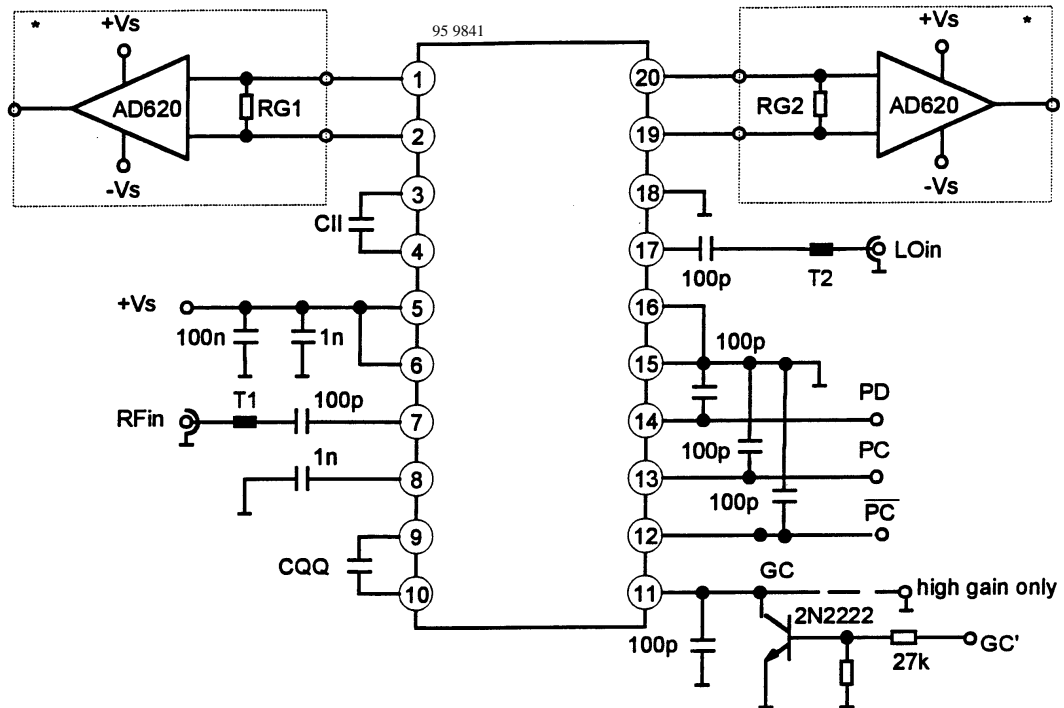 *
+Vs
AD620
RG1
-Vs
95 9841
*
+Vs
RG2
AD620
-Vs
1
2
3
4
5
6
7
8
9
10
20
19
18
17
16
15
14
13
12
11
CII
+Vs
100n
1n
RFin
T1
100p
1n
CQQ
100p
T2
LOin
100p
PD
100p
PC
100p
PC
GC
high gain only
2N2222
100p
27k
GC'